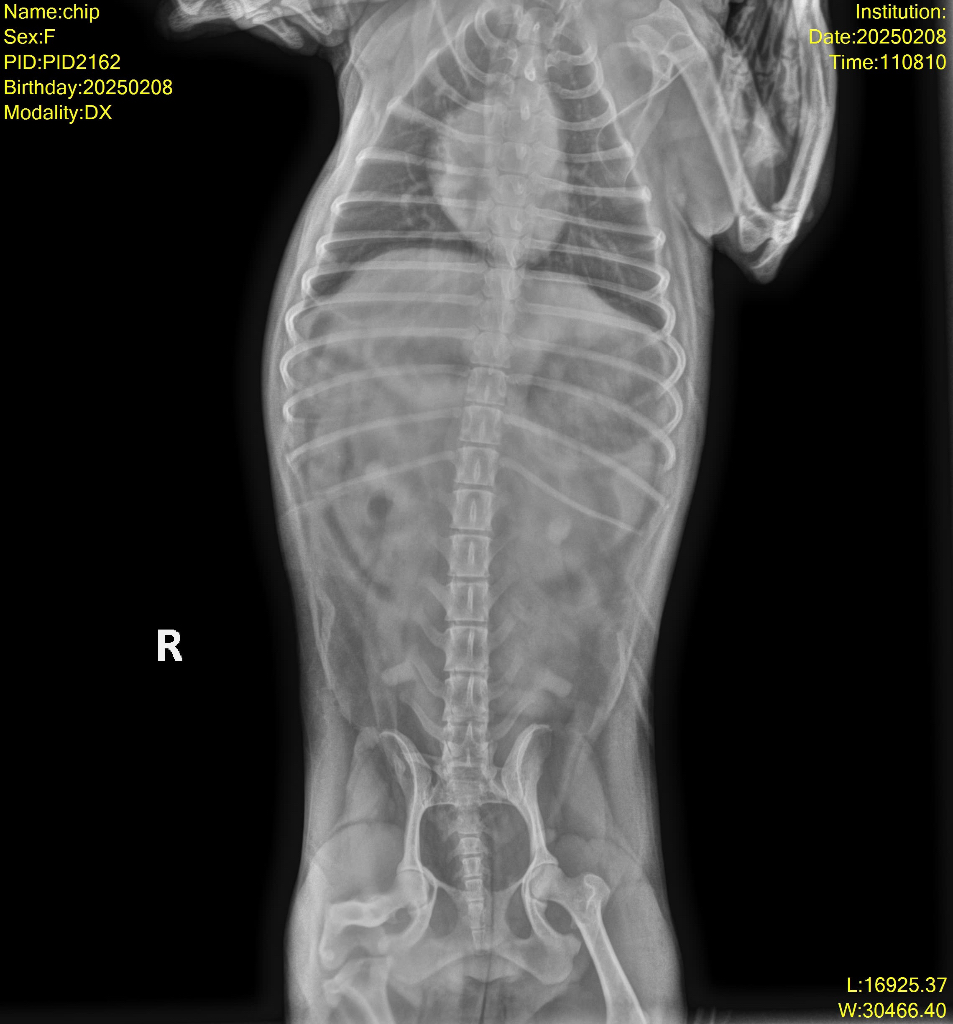 Name:chip
Sex:F
PID:PID2162
Birthday:20250208
Modality:DX
Institution:
Date:20250208
Time:110810
R
L:16925.37
W:30466.40